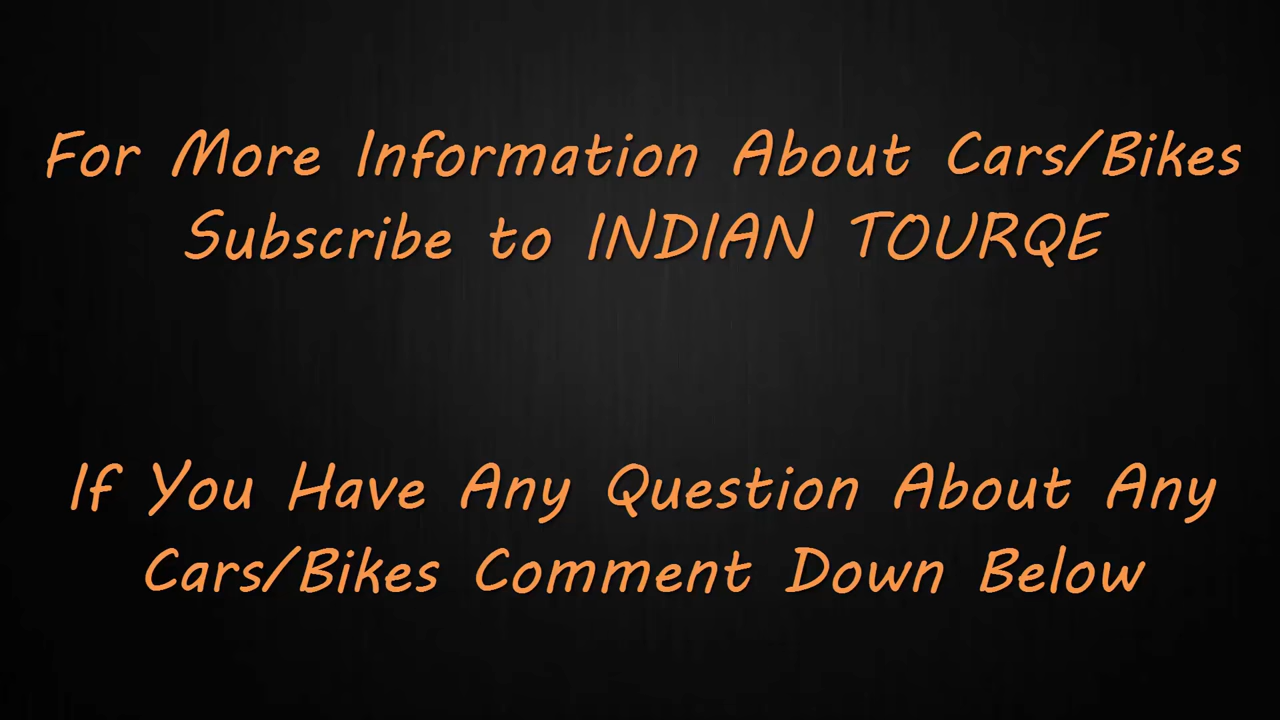 For More Information About Cars/Bikes
Subscribe to INDIAN TOURQE
If You Have Any Question About Any
Cars/Bikes Comment Down Below